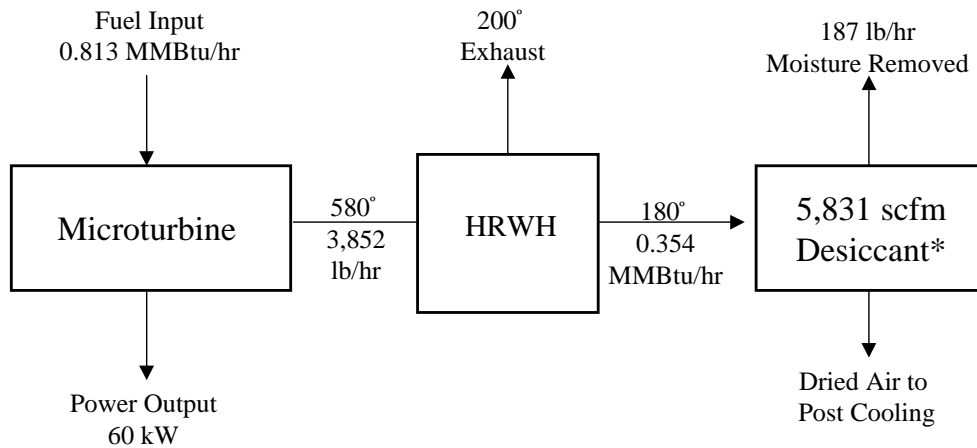 Fuel Input
0.813 MMBtu/hr
200°
Exhaust
187 lb/hr
Moisture Removed
Microturbine
580°
3,852
lb/hr
HRWH
180°
0.354
MMBtu/hr
5,831 scfm
Desiccant*
Power Output
60 kW
Dried Air to
Post Cooling